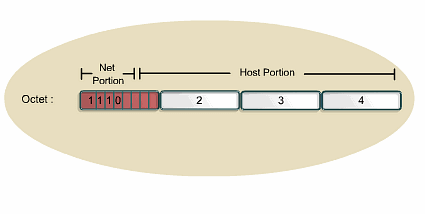 Net
Portion
Host Portion
Octet :
1 1 1 0
2
3
4